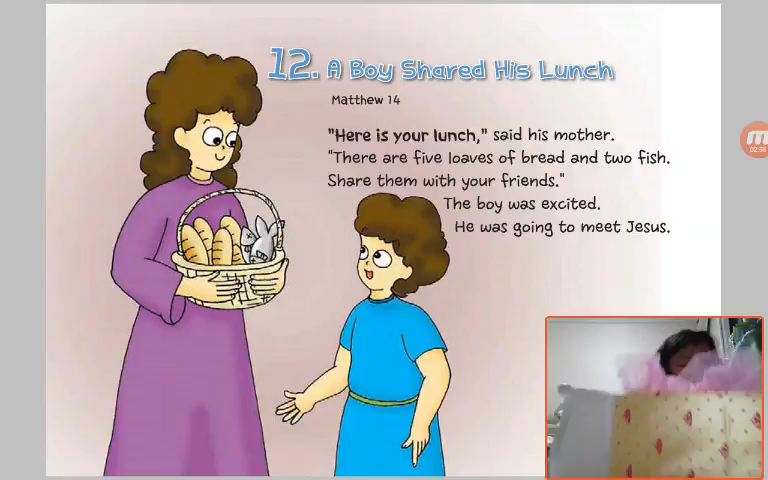 12. A Boy Shared His Lunch
Matthew 14
"Here is your lunch," said his mother.
"There are five loaves of bread and two fish.
Share them with your friends."
The boy was excited.
He was going to meet Jesus.